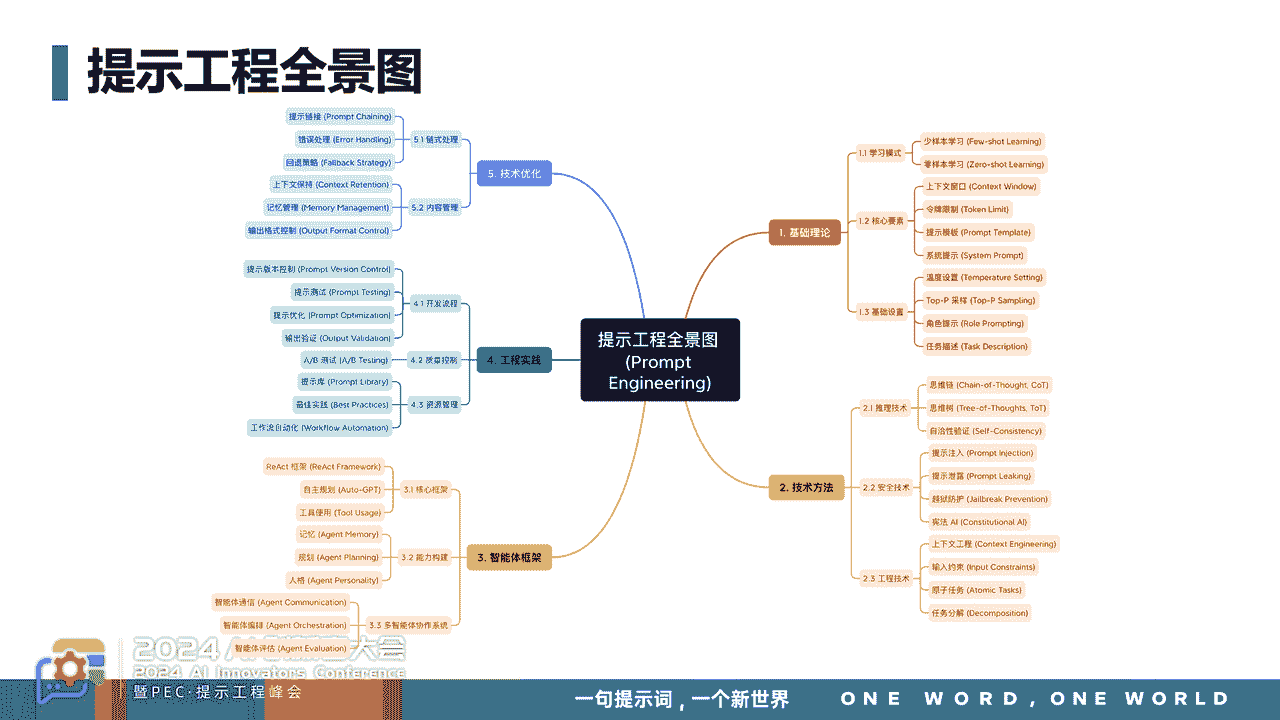 提示工程全景图
提示工程全景图
(Prompt
Engineering)
1. 基础理论
1.1 学习模式
少样本学习 (Few-shot Learning)
零样本学习 (Zero-shot Learning)
1.2 核心要素
上下文窗口 (Context Window)
令牌限制 (Token Limit)
提示模板 (Prompt Template)
系统提示 (System Prompt)
1.3 基础设置
温度设置 (Temperature Setting)
Top-P 采样 (Top-P Sampling)
角色提示 (Role Prompting)
任务描述 (Task Description)
2. 技术方法
2.1 推理技术
思维链 (Chain-of-Thought, CoT)
思维树 (Tree-of-Thoughts, ToT)
自洽性验证 (Self-Consistency)
2.2 安全技术
提示注入 (Prompt Injection)
提示泄露 (Prompt Leaking)
越狱防护 (Jailbreak Prevention)
宪法 AI (Constitutional AI)
2.3 工程技术
上下文工程 (Context Engineering)
输入约束 (Input Constraints)
原子任务 (Atomic Tasks)
任务分解 (Decomposition)
3. 智能体框架
3.1 核心框架
ReAct 框架 (ReAct Framework)
自主规划 (Auto-GPT)
工具使用 (Tool Usage)
3.2 能力构建
记忆 (Agent Memory)
规划 (Agent Planning)
人格 (Agent Personality)
3.3 多智能体协作系统
智能体通信 (Agent Communication)
智能体编排 (Agent Orchestration)
智能体评估 (Agent Evaluation)
4. 工程实践
4.1 开发流程
提示版本控制 (Prompt Version Control)
提示测试 (Prompt Testing)
提示优化 (Prompt Optimization)
输出验证 (Output Validation)
4.2 质量控制
A/B 测试 (A/B Testing)
4.3 资源管理
提示库 (Prompt Library)
最佳实践 (Best Practices)
工作流自动化 (Workflow Automation)
5. 技术优化
5.1 链式处理
提示链接 (Prompt Chaining)
错误处理 (Error Handling)
回退策略 (Fallback Strategy)
5.2 内容管理
上下文保持 (Context Retention)
记忆管理 (Memory Management)
输出格式控制 (Output Format Control)
2024 AI 大会
2024 AI Innovators Conference
暨PEC·提示工程峰会
一句提示词，一个新世界
ONE WORD, ONE WORLD